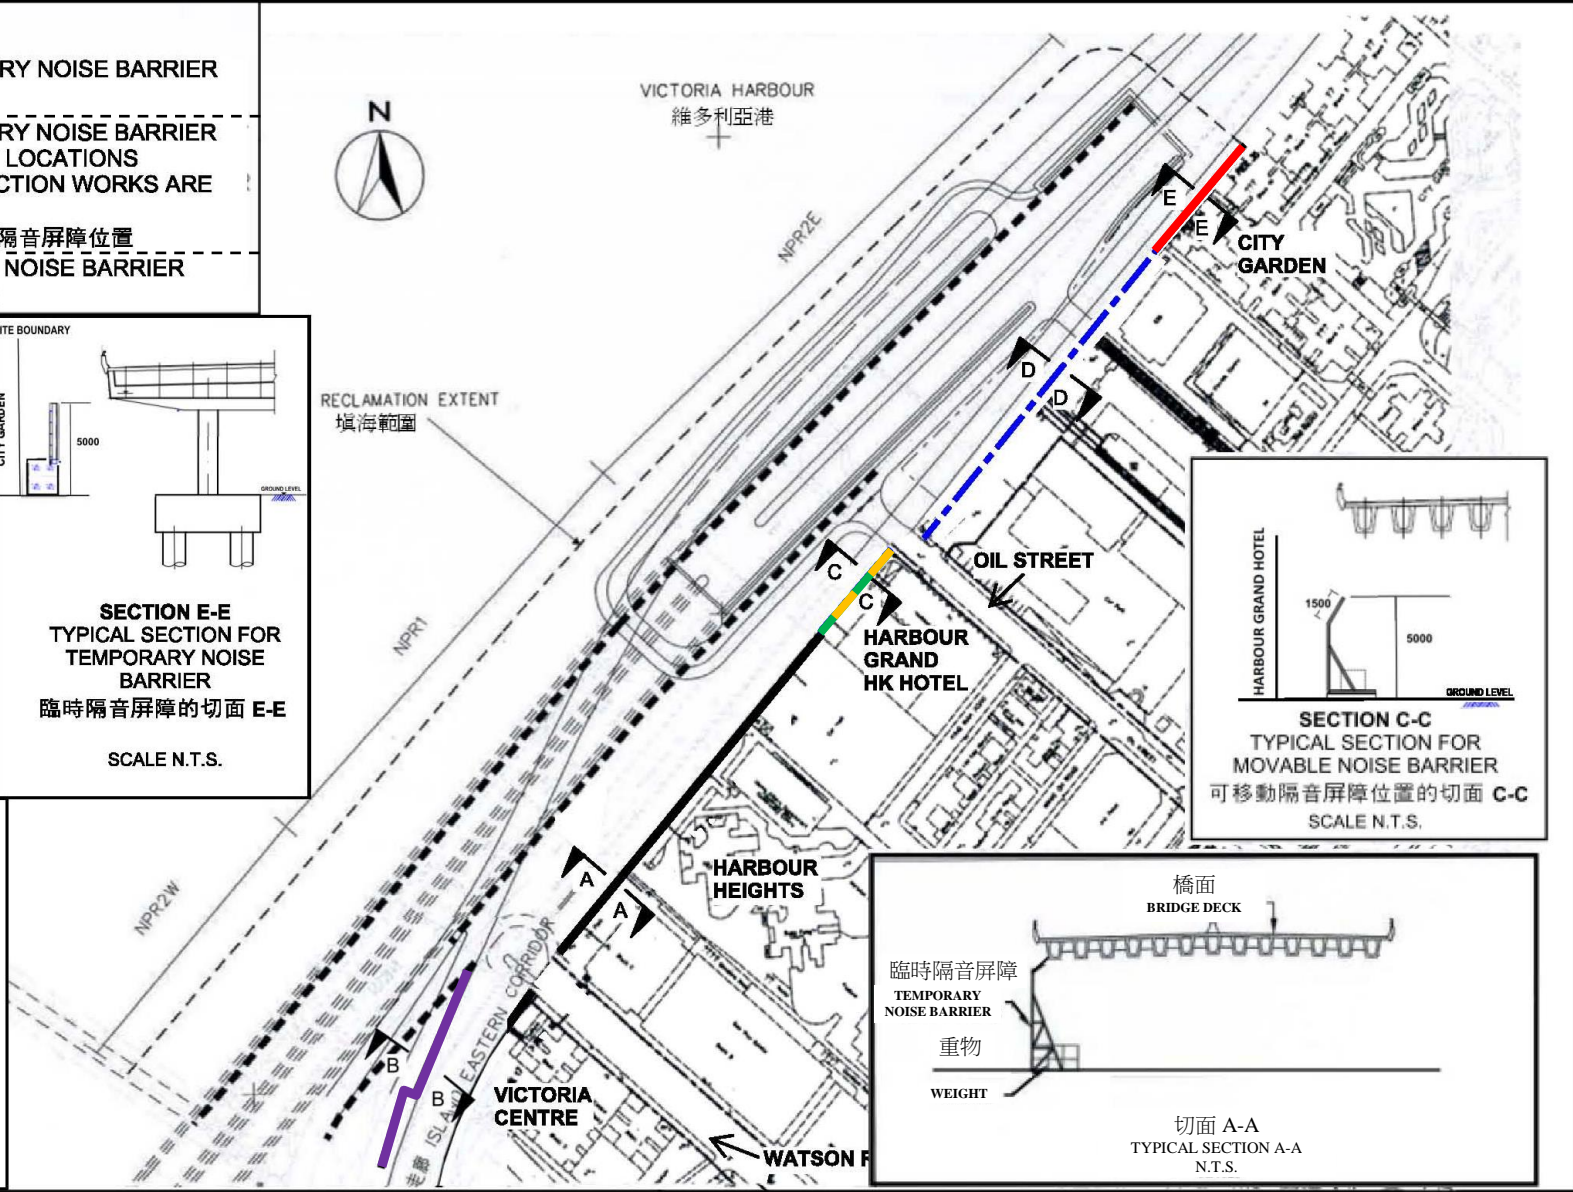 RY NOISE BARRIER
RY NOISE BARRIER
LOCATIONS
CTION WORKS ARE
隔音屏障位置
NOISE BARRIER
ITE BOUNDARY
CITY GARDEN
5000
GROUND LEVEL
SECTION E-E
TYPICAL SECTION FOR
TEMPORARY NOISE
BARRIER
臨時隔音屏障的切面 E-E
SCALE N.T.S.
N
VICTORIA HARBOUR
維多利亞港
NPR2E
RECLAMATION EXTENT
填海範圍
NPR1
NPR2W
E
E
CITY
GARDEN
D
D
C
C
OIL STREET
HARBOUR
GRAND
HK HOTEL
HARBOUR
HEIGHTS
A
A
B
B
EASTERN CORRIDOR
VICTORIA
CENTRE
WATSON
HARBOUR GRAND HOTEL
1500
5000
GROUND LEVEL
SECTION C-C
TYPICAL SECTION FOR
MOVABLE NOISE BARRIER
可移動隔音屏障位置的切面 C-C
SCALE N.T.S.
橋面
BRIDGE DECK
臨時隔音屏障
TEMPORARY
NOISE BARRIER
重物
WEIGHT
切面 A-A
TYPICAL SECTION A-A
N.T.S.